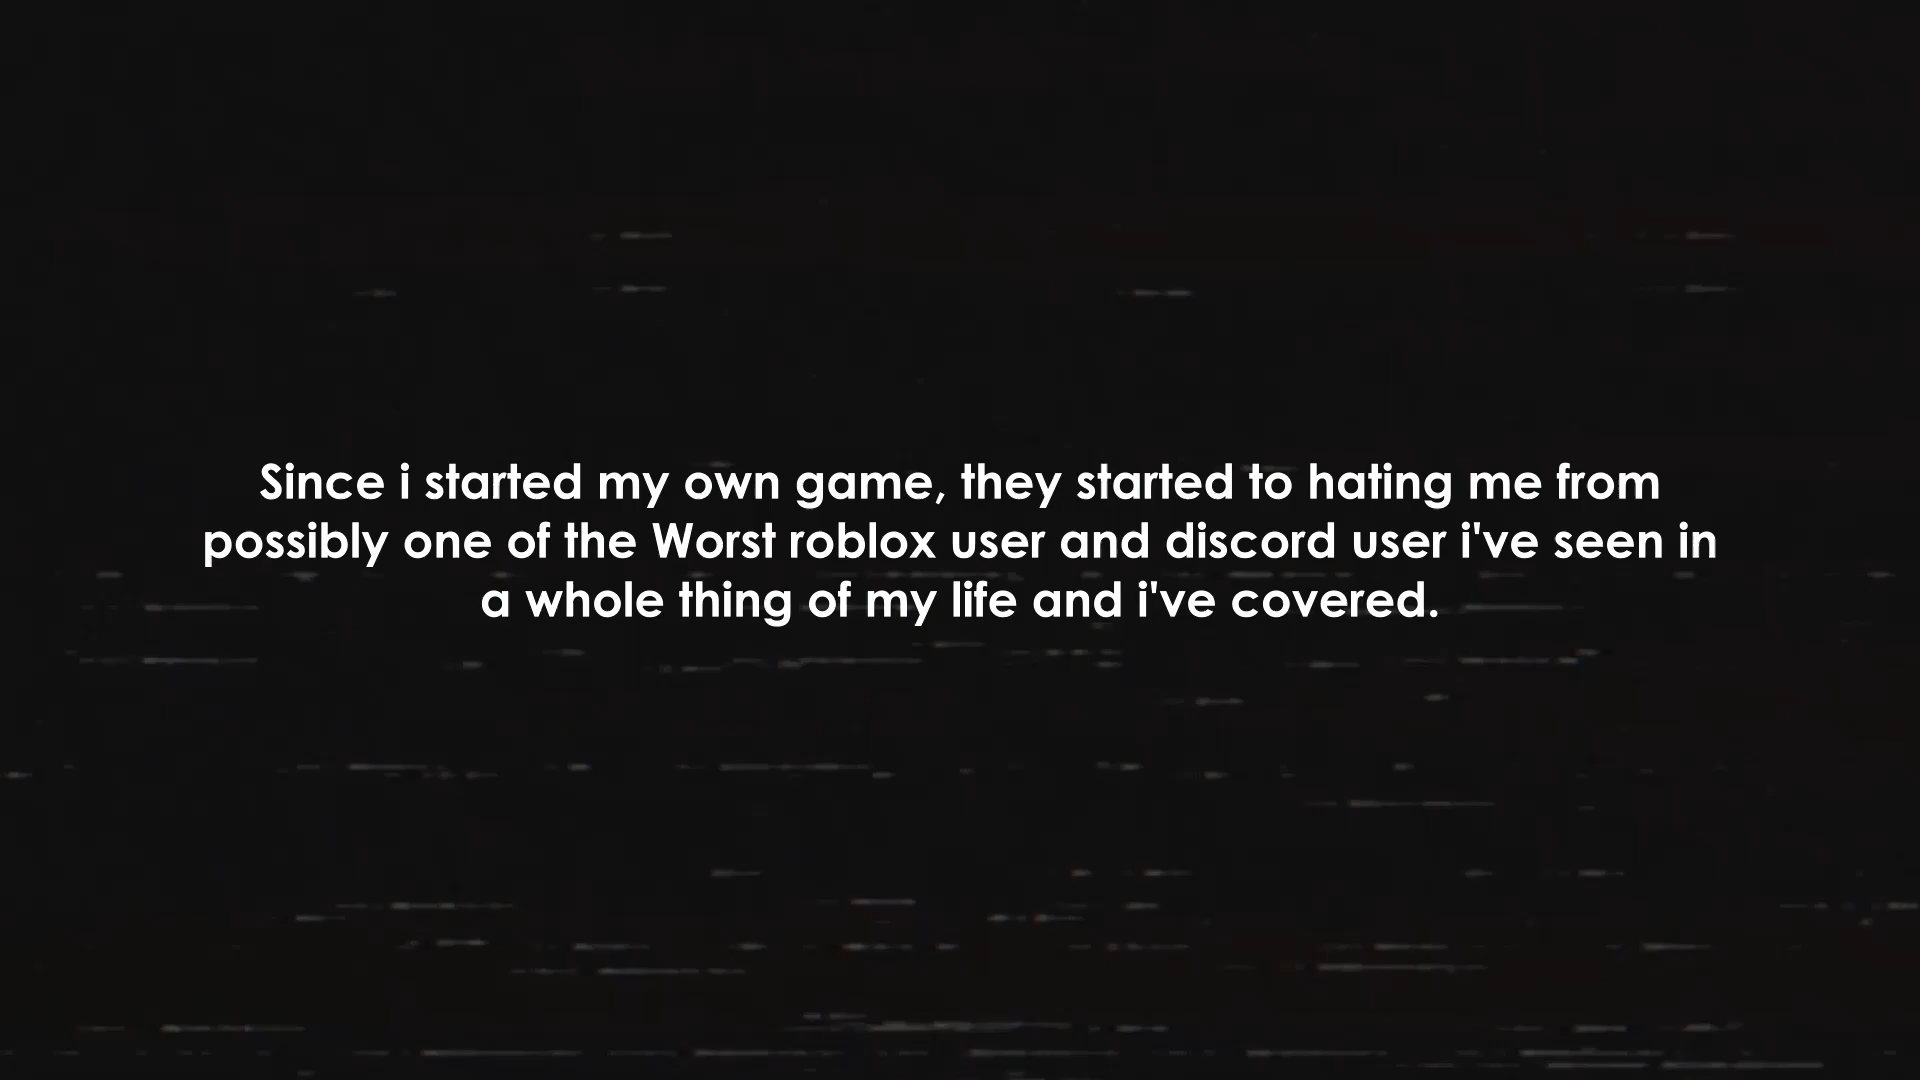 Since i started my own game, they started to hating me from
possibly one of the Worst roblox user and discord user i've seen in
a whole thing of my life and i've covered.